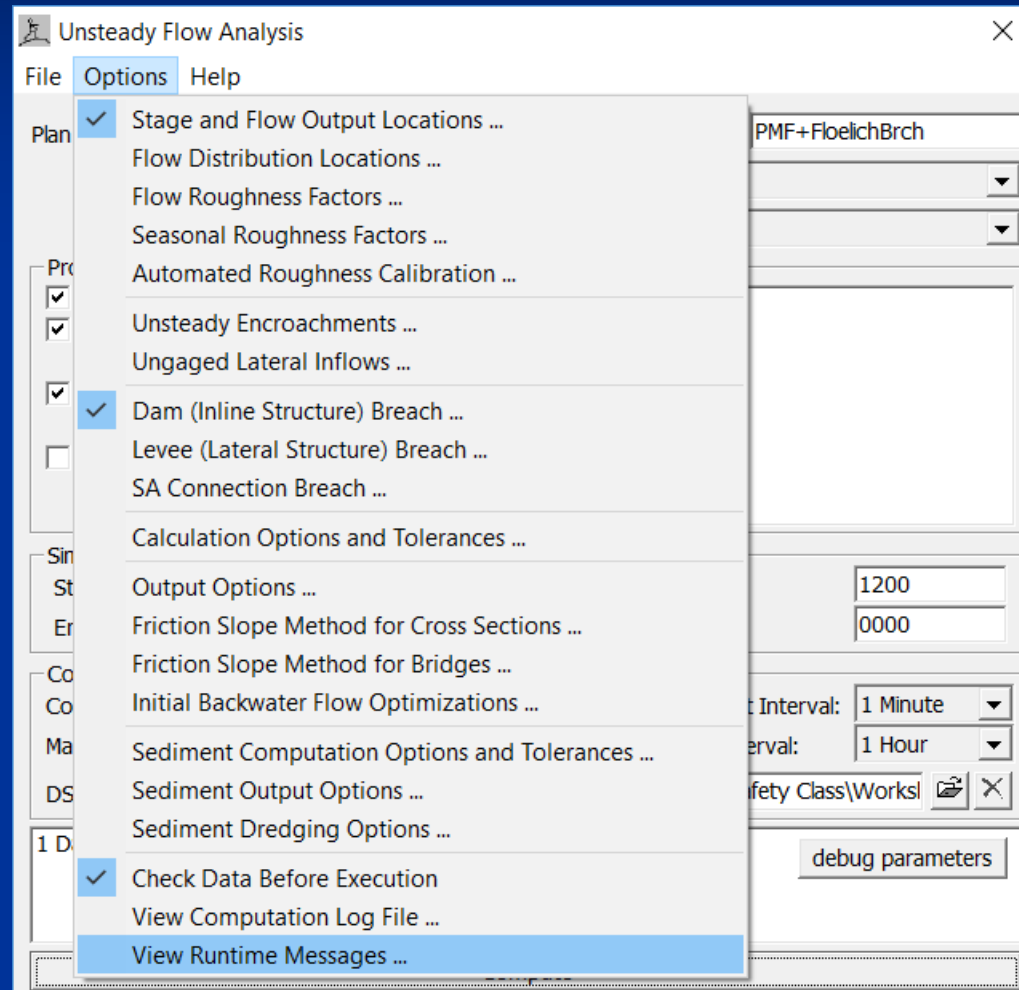 Unsteady Flow Analysis
File Options Help
Plan
Stage and Flow Output Locations ...
PMF+FloelichBrch
Flow Distribution Locations ...
Flow Roughness Factors ...
Seasonal Roughness Factors ...
Automated Roughness Calibration ...
Unsteady Encroachments ...
Ungaged Lateral Inflows ...
Dam (Inline Structure) Breach ...
Levee (Lateral Structure) Breach ...
SA Connection Breach ...
Calculation Options and Tolerances ...
Output Options ...
1200
Friction Slope Method for Cross Sections ...
0000
Friction Slope Method for Bridges ...
Initial Backwater Flow Optimizations ...
Interval: 1 Minute
Sediment Computation Options and Tolerances ...
erval: 1 Hour
Sediment Output Options ...
DS
fety Class\Worksl
Sediment Dredging Options ...
1 D
debug parameters
Check Data Before Execution
View Computation Log File ...
View Runtime Messages ...